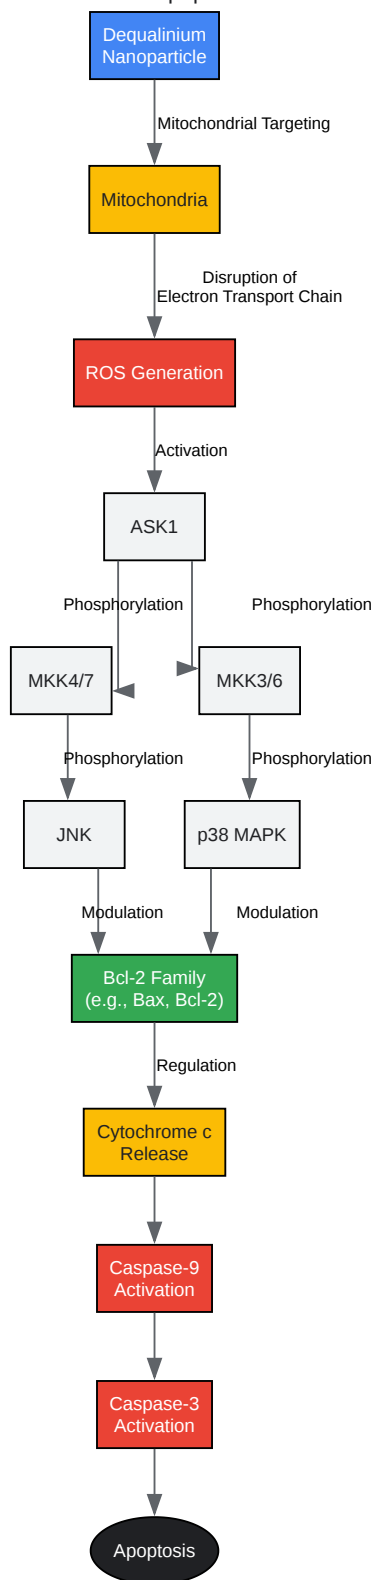 Dequalinium
Nanoparticle
Mitochondrial Targeting
Mitochondria
Disruption of
Electron Transport Chain
ROS Generation
Activation
ASK1
Phosphorylation
Phosphorylation
MKK4/7
MKK3/6
Phosphorylation
Phosphorylation
JNK
p38 MAPK
Modulation
Modulation
Bcl-2 Family
(e.g., Bax, Bcl-2)
Regulation
Cytochrome c
Release
Caspase-9
Activation
Caspase-3
Activation
Apoptosis